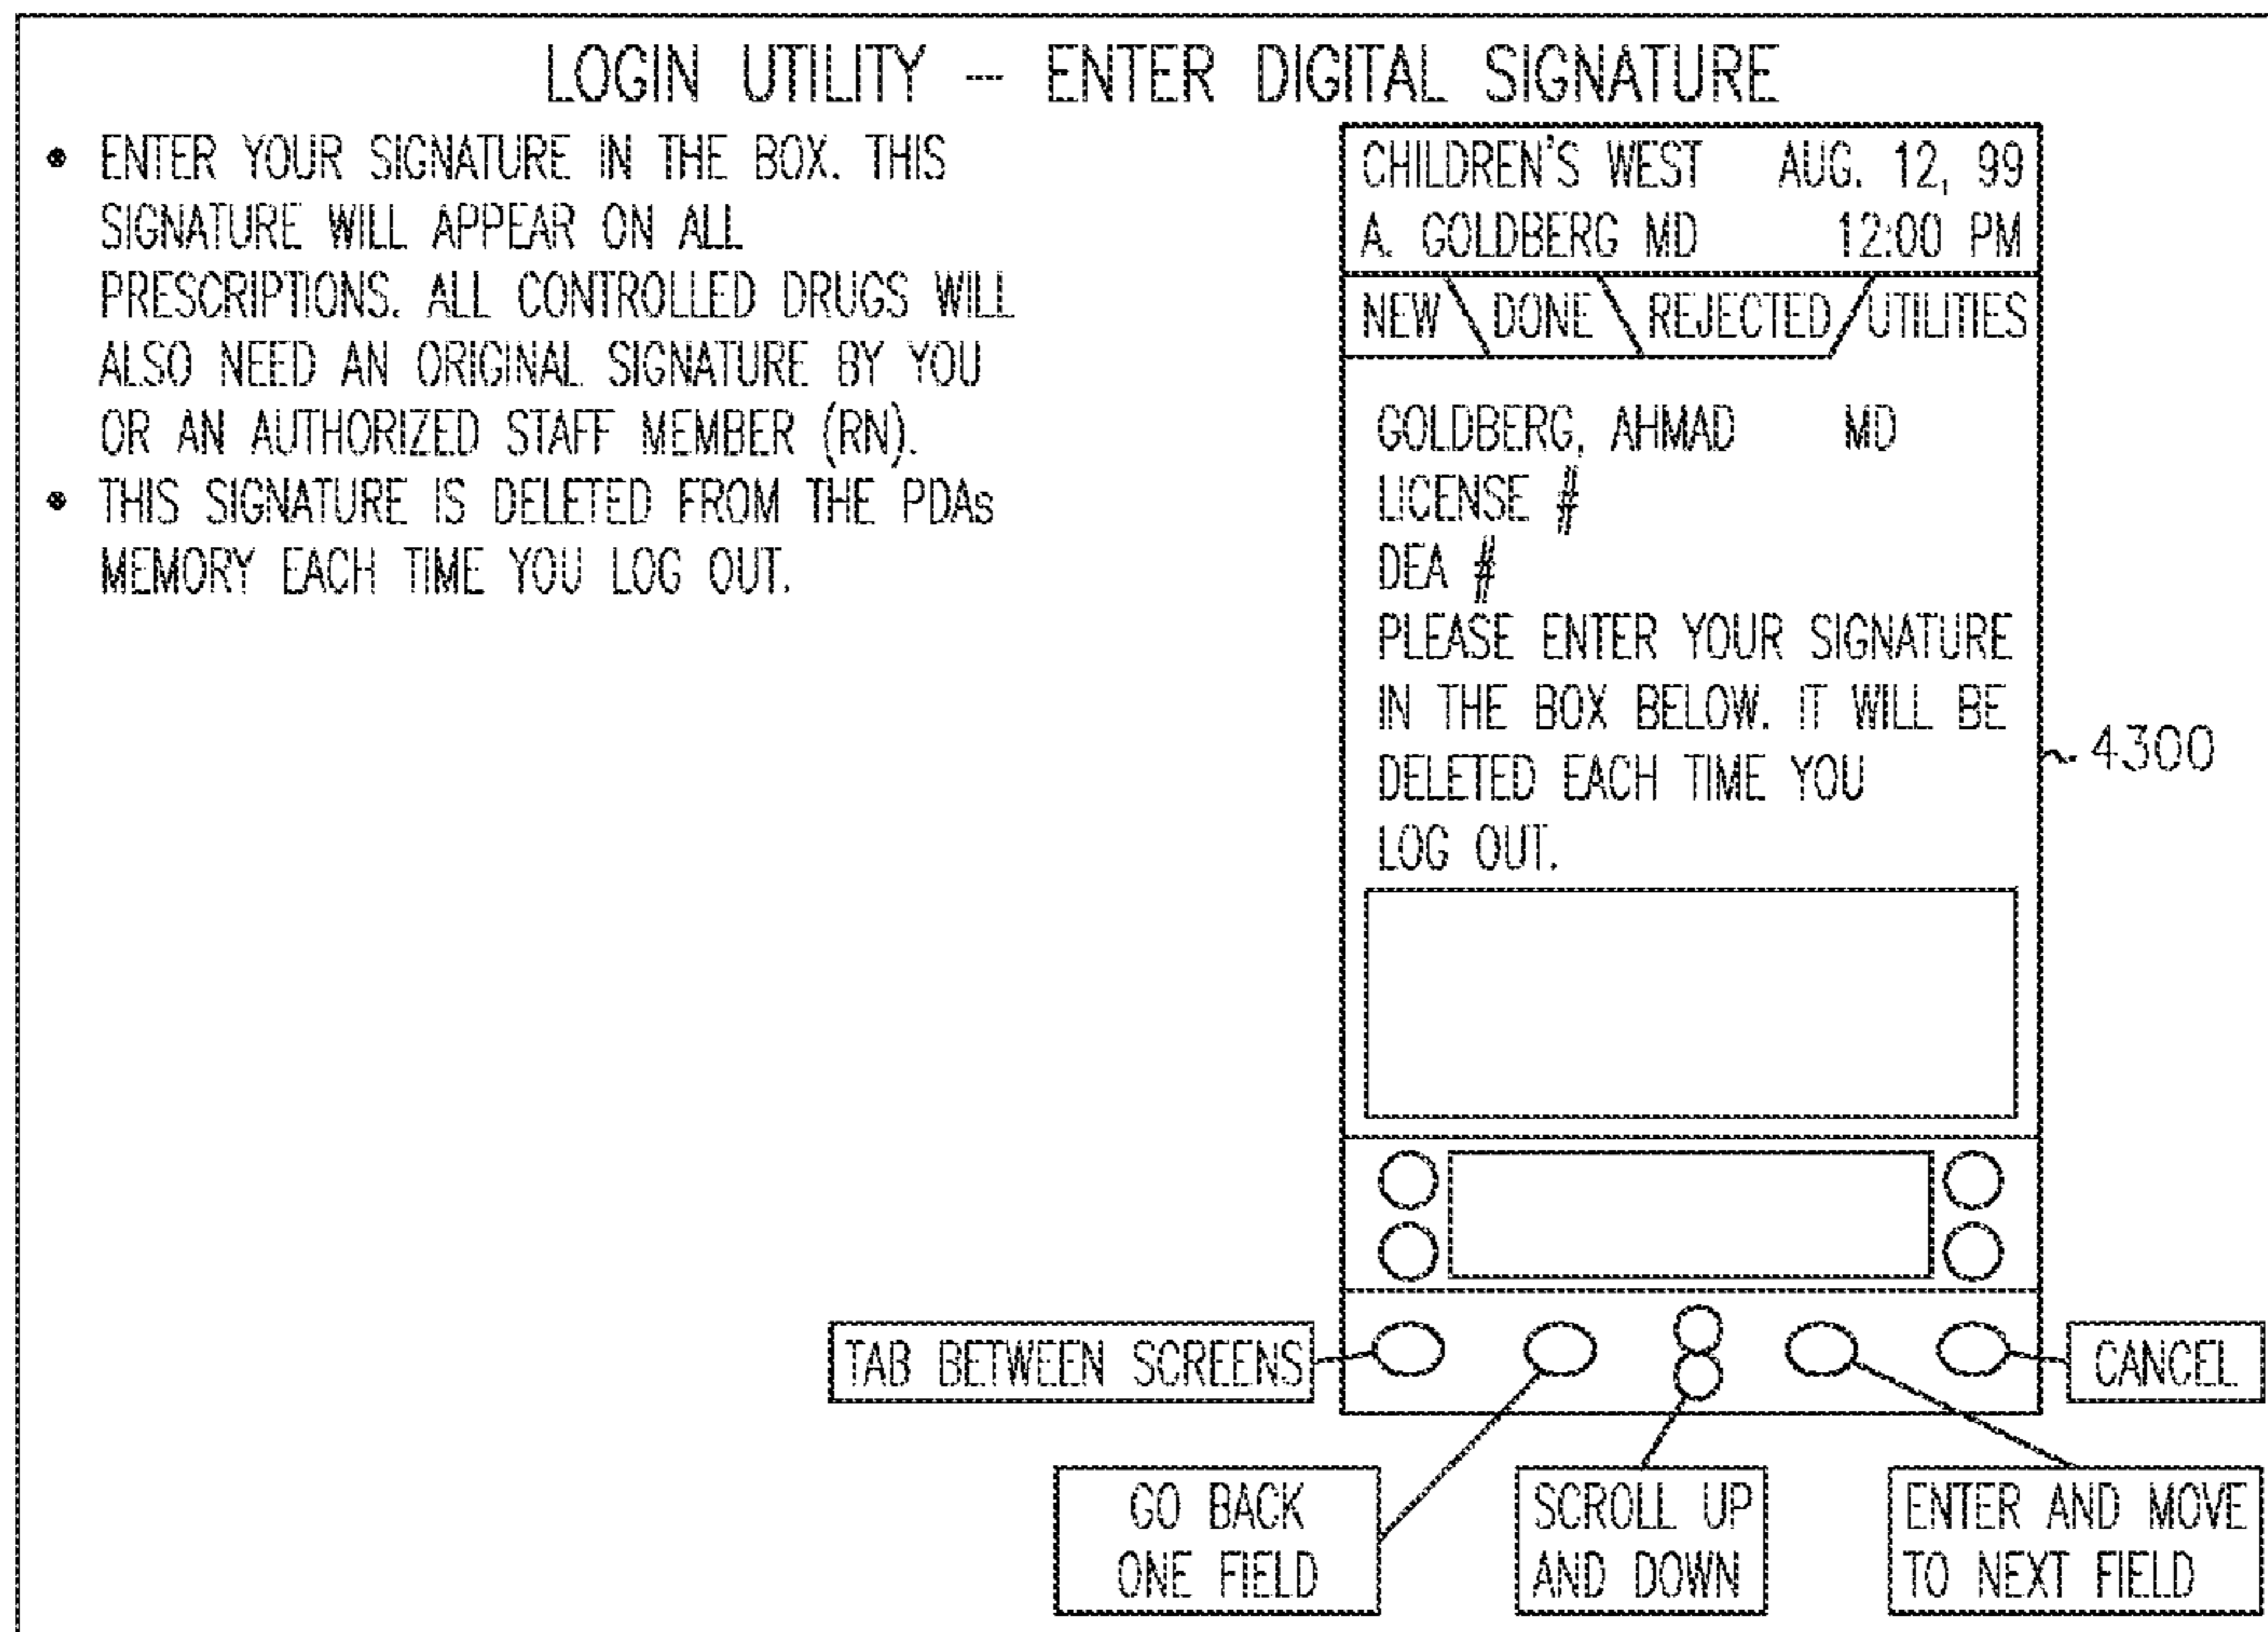 LOGIN UTILITY -- ENTER DIGITAL SIGNATURE
• ENTER YOUR SIGNATURE IN THE BOX. THIS
SIGNATURE WILL APPEAR ON ALL
PRESCRIPTIONS. ALL CONTROLLED DRUGS WILL
ALSO NEED AN ORIGINAL SIGNATURE BY YOU
OR AN AUTHORIZED STAFF MEMBER (RN).
• THIS SIGNATURE IS DELETED FROM THE PDAs
MEMORY EACH TIME YOU LOG OUT.
CHILDREN'S WEST AUG. 12, 99
A. GOLDBERG MD 12:00 PM
NEW DONE REJECTED UTILITIES
GOLDBERG, AHMAD MD
LICENSE #
DEA #
PLEASE ENTER YOUR SIGNATURE
IN THE BOX BELOW. IT WILL BE
DELETED EACH TIME YOU
LOG OUT.
4300
TAB BETWEEN SCREENS
CANCEL
GO BACK
ONE FIELD
SCROLL UP
AND DOWN
ENTER AND MOVE
TO NEXT FIELD